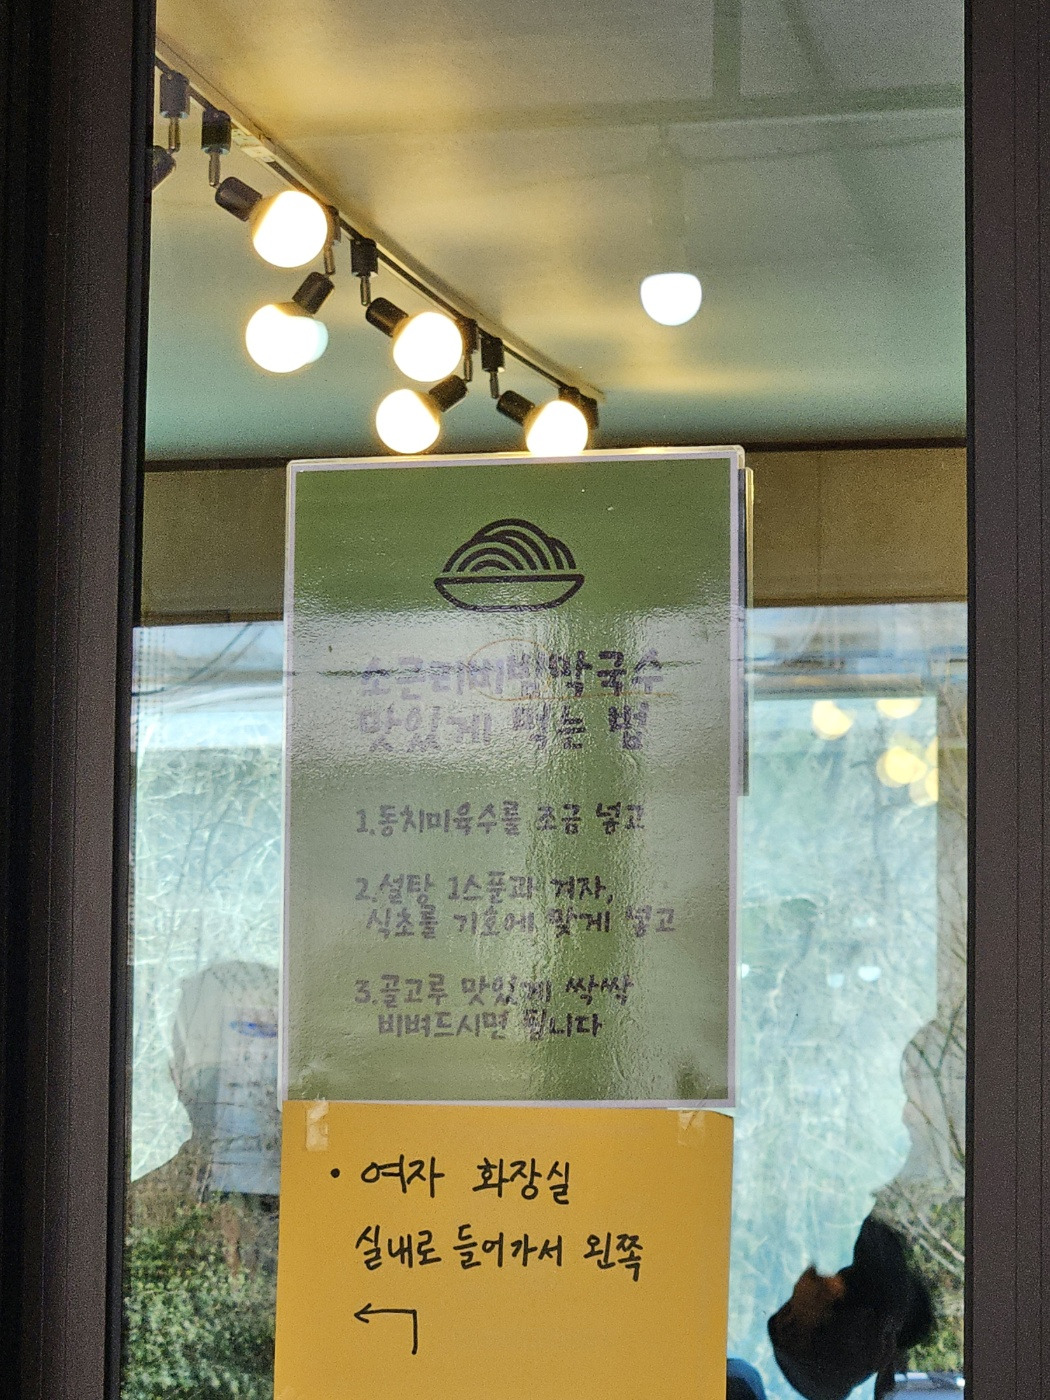 소근리비빔막국수
맛있게 먹는 법
1.동치미육수를 조금 넣고
2.설탕 1스푼과 겨자,
식초를 기호에 맞게 넣고
3.골고루 맛있게 싹싹
비벼드시면 됩니다
• 여자 화장실
실내로 들어가서 왼쪽